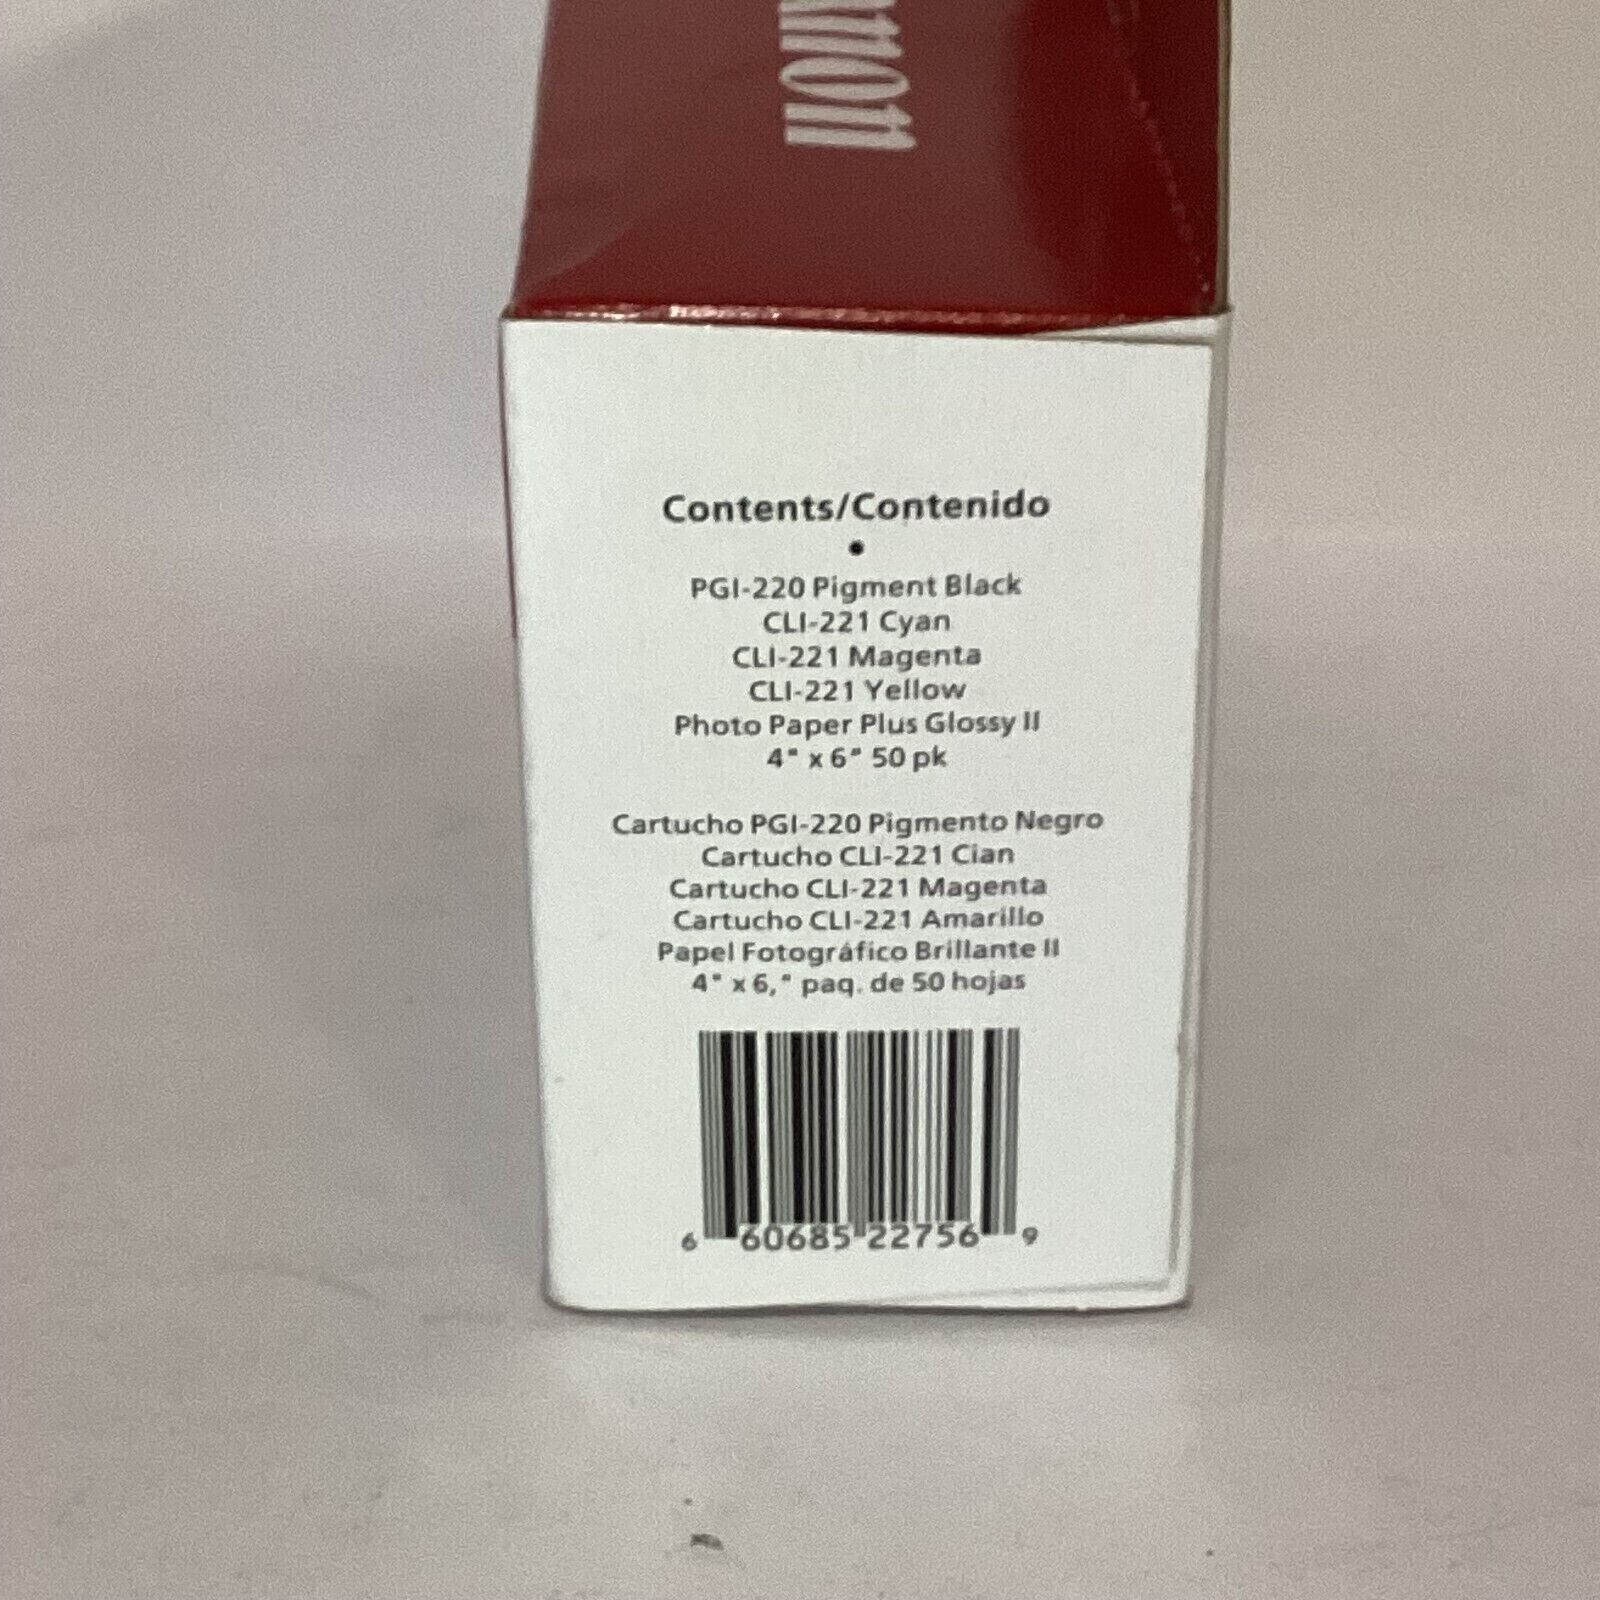 Contents/Contenido
•
PGI-220 Pigment Black
CLI-221 Cyan
CLI-221 Magenta
CLI-221 Yellow
Photo Paper Plus Glossy II
4" x 6" 50 pk
Cartucho PGI-220 Pigmento Negro
Cartucho CLI-221 Cian
Cartucho CLI-221 Magenta
Cartucho CLI-221 Amarillo
Papel Fotográfico Brillante II
4" x 6," paq. de 50 hojas
6 60685 22756 9